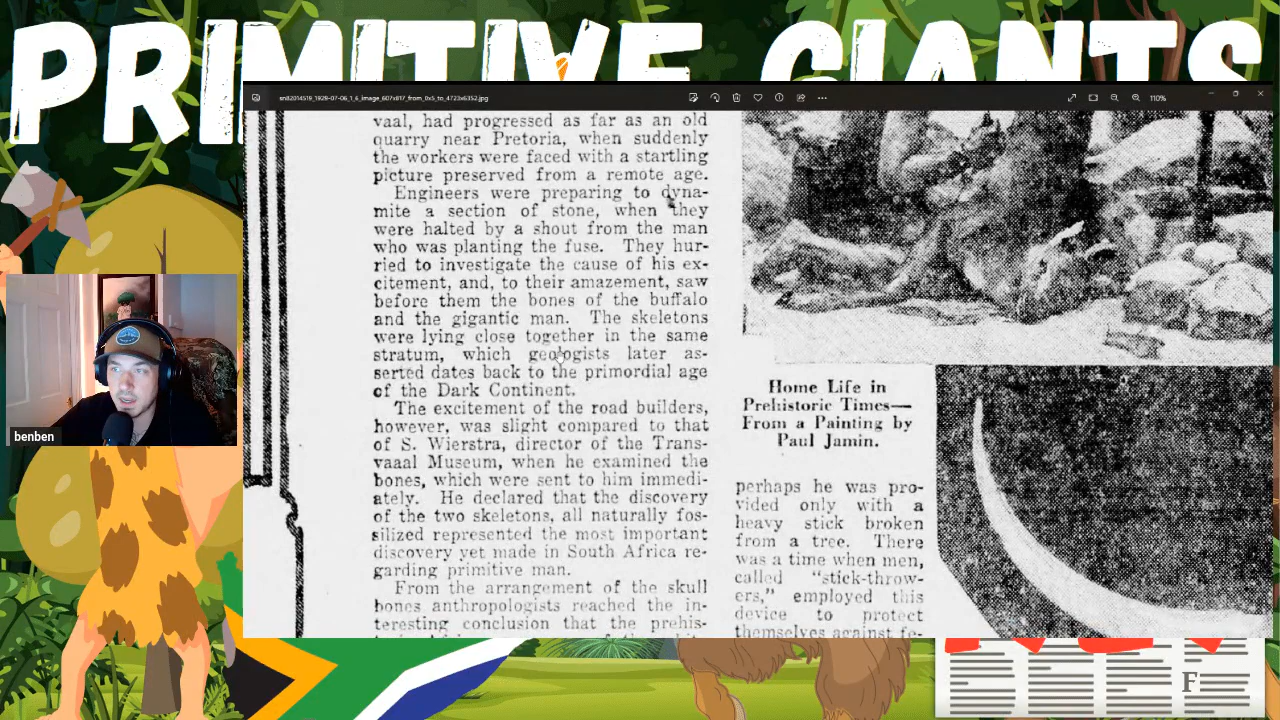 PRIMITIVE GIANTS
sn82014519_1929-07-06_1_6_image_607x817_from_0x5_to_4723x6352.jpg
110%
vaal, had progressed as far as an old
quarry near Pretoria, when suddenly
the workers were faced with a startling
picture preserved from a remote age.
Engineers were preparing to dyna-
mite a section of stone, when they
were halted by a shout from the man
who was planting the fuse. They hur-
ried to investigate the cause of his ex-
citement, and, to their amazement, saw
before them the bones of the buffalo
and the gigantic man. The skeletons
were lying close together in the same
stratum, which geologists later as-
serted dates back to the primordial age
of the Dark Continent.
The excitement of the road builders,
however, was slight compared to that
of S. Wierstra, director of the Trans-
vaaal Museum, when he examined the
bones, which were sent to him immedi-
ately. He declared that the discovery
of the two skeletons, all naturally fos-
silized represented the most important
discovery yet made in South Africa re-
garding primitive man.
From the arrangement of the skull
bones anthropologists reached the in-
teresting conclusion that the prehis-
Home Life in
Prehistoric Times—
From a Painting by
Paul Jamin.
perhaps he was pro-
vided only with a
heavy stick broken
from a tree. There
was a time when men,
called "stick-throw-
ers," employed this
device to protect
themselves against fe-
benben
F